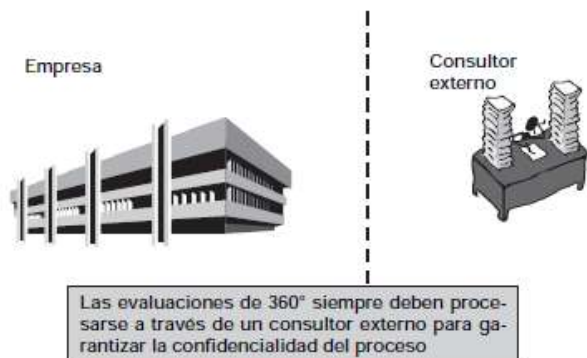 Empresa
Consultor
externo
Las evaluaciones de 360° siempre deben proce-
sarse a través de un consultor externo para ga-
rantizar la confidencialidad del proceso